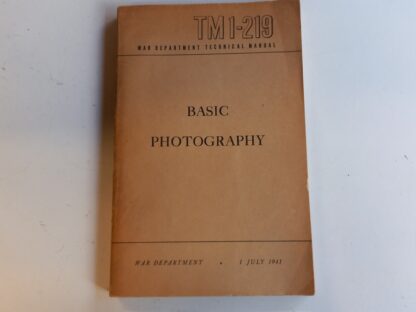 TM 1-219
WAR DEPARTMENT TECHNICAL MANUAL
BASIC
PHOTOGRAPHY
WAR DEPARTMENT • 1 JULY 1941